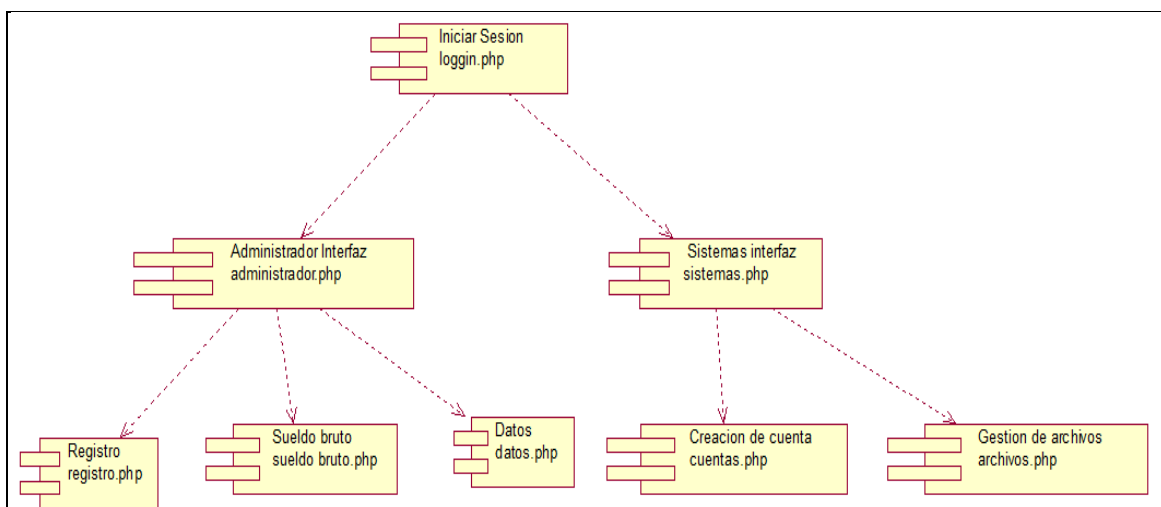 Iniciar Sesion
loggin.php
Administrador Interfaz
administrador.php
Sistemas interfaz
sistemas.php
Registro
registro.php
Sueldo bruto
sueldo bruto.php
Datos
datos.php
Creacion de cuenta
cuentas.php
Gestion de archivos
archivos.php